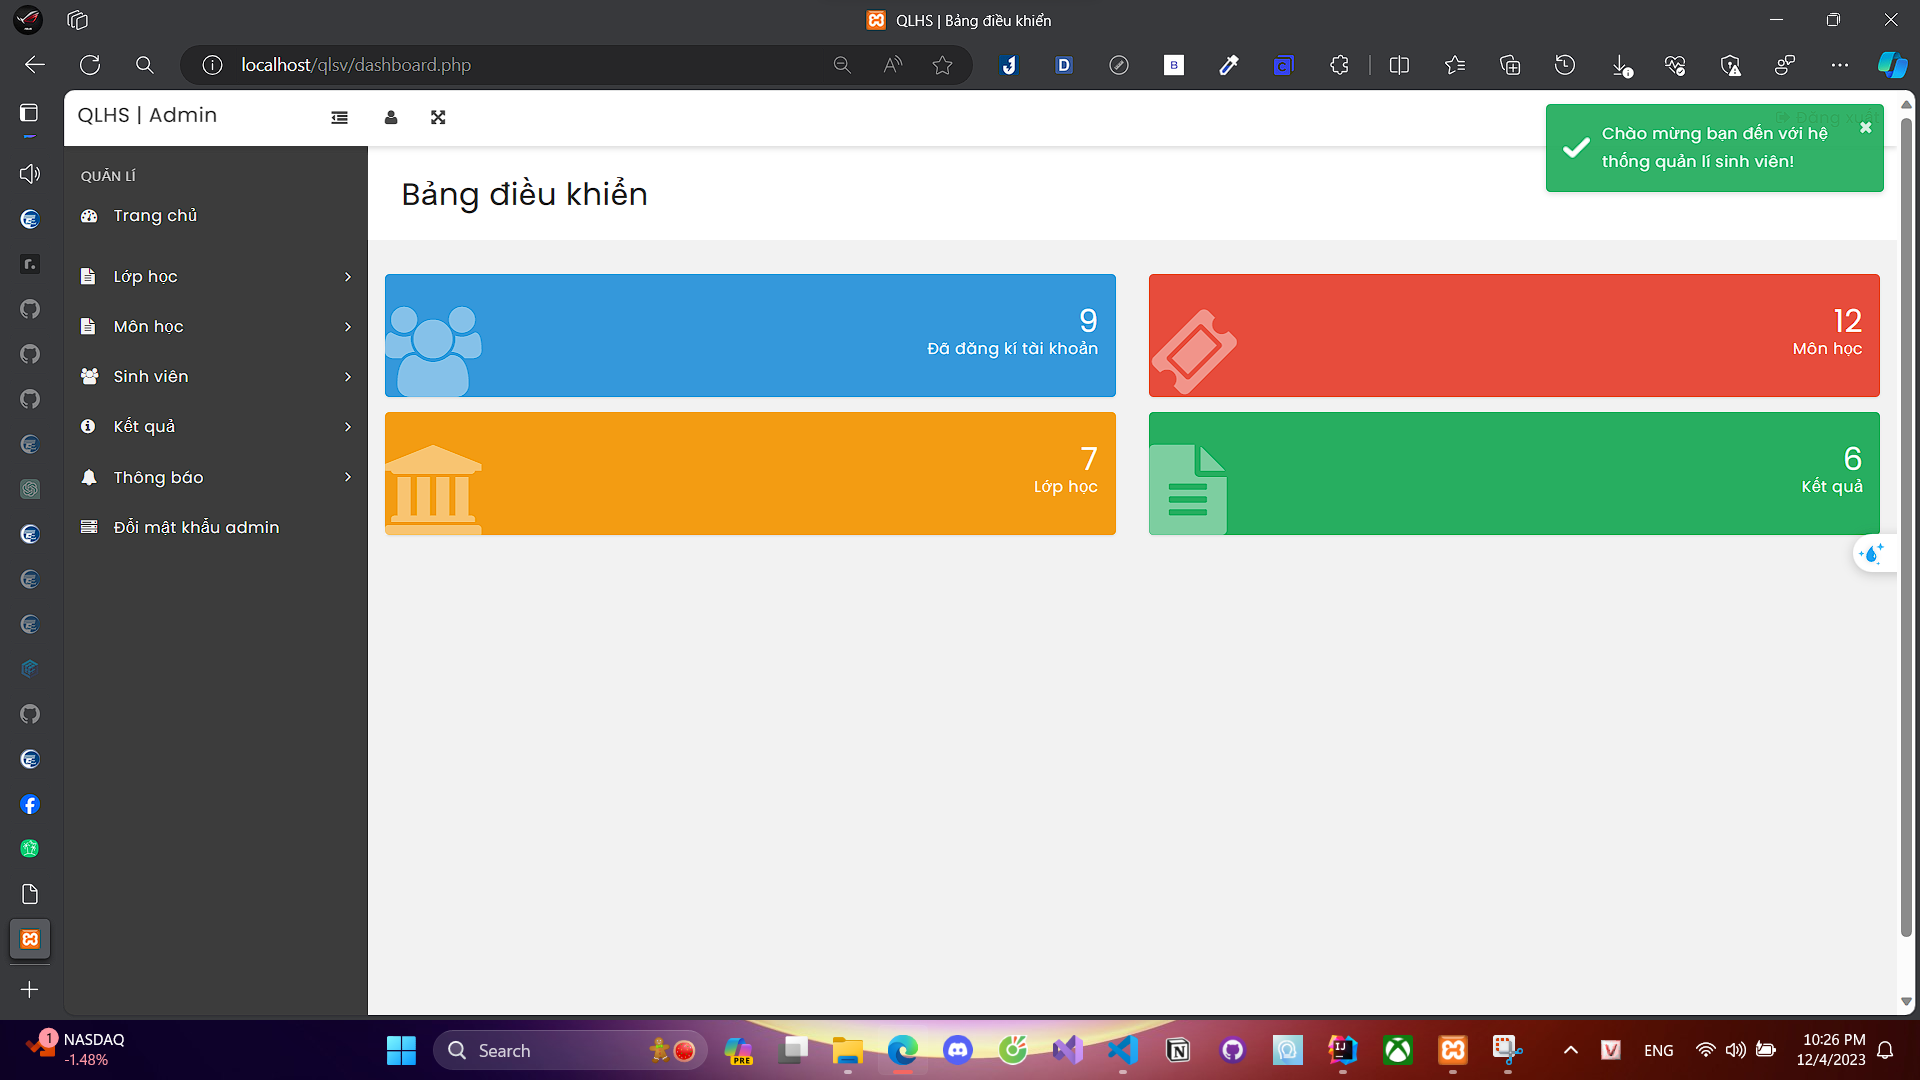 QLHS | Bảng điều khiển
localhost/qlsv/dashboard.php
QLHS | Admin
Đăng xuất
Chào mừng bạn đến với hệ
thống quản lí sinh viên!
QUẢN LÍ
Trang chủ
Lớp học
Môn học
Sinh viên
Kết quả
Thông báo
Đổi mật khẩu admin
Bảng điều khiển
9
Đã đăng kí tài khoản
12
Môn học
7
Lớp học
6
Kết quả
1
NASDAQ
-1.48%
Search
PRE
ENG
10:26 PM
12/4/2023